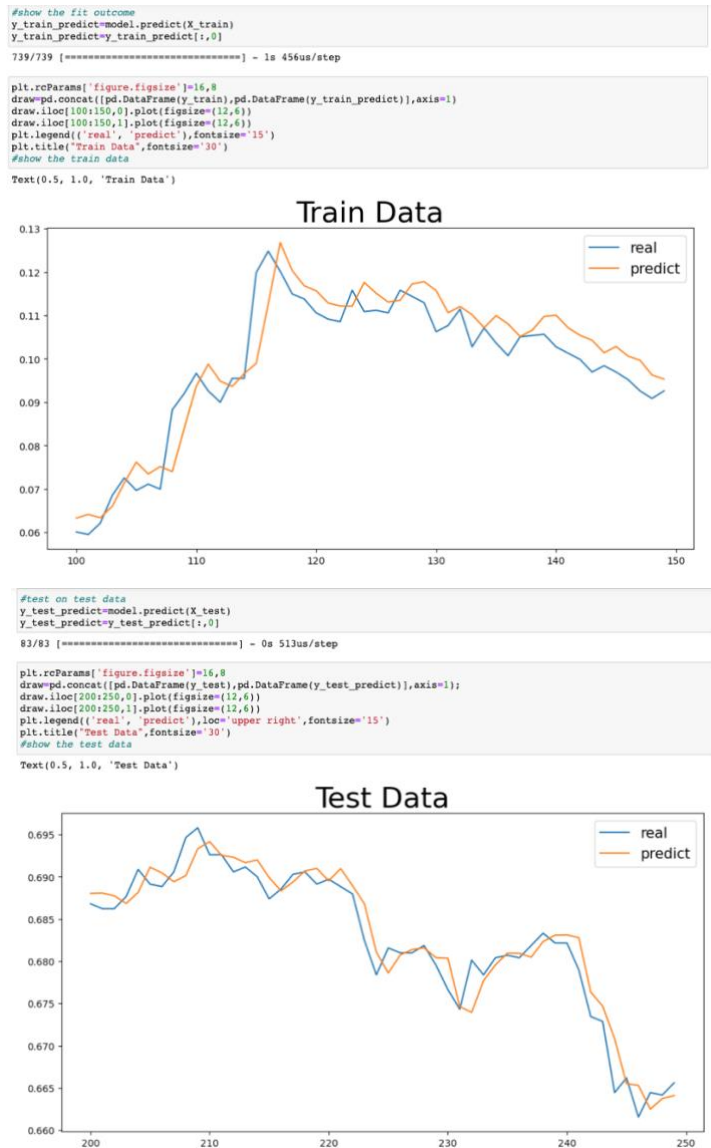 #show the fit outcome
y_train_predict=model.predict(X_train)
y_train_predict=y_train_predict[:,0]
739/739 [==============================] - 1s 456us/step
plt.rcParams['figure.figsize']=16,8
draw=pd.concat([pd.DataFrame(y_train),pd.DataFrame(y_train_predict)],axis=1)
draw.iloc[100:150,0].plot(figsize=(12,6))
draw.iloc[100:150,1].plot(figsize=(12,6))
plt.legend(('real', 'predict'),fontsize='15')
plt.title("Train Data",fontsize='30')
#show the train data
Text(0.5, 1.0, 'Train Data')
Train Data
real
predict
0.13
0.12
0.11
0.10
0.09
0.08
0.07
0.06
100 110 120 130 140 150
#test on test data
y_test_predict=model.predict(X_test)
y_test_predict=y_test_predict[:,0]
83/83 [==============================] - 0s 513us/step
plt.rcParams['figure.figsize']=16,8
draw=pd.concat([pd.DataFrame(y_test),pd.DataFrame(y_test_predict)],axis=1);
draw.iloc[200:250,0].plot(figsize=(12,6))
draw.iloc[200:250,1].plot(figsize=(12,6))
plt.legend(('real', 'predict'),loc='upper right',fontsize='15')
plt.title("Test Data",fontsize='30')
#show the test data
Text(0.5, 1.0, 'Test Data')
Test Data
real
predict
0.695
0.690
0.685
0.680
0.675
0.670
0.665
0.660
200 210 220 230 240 250